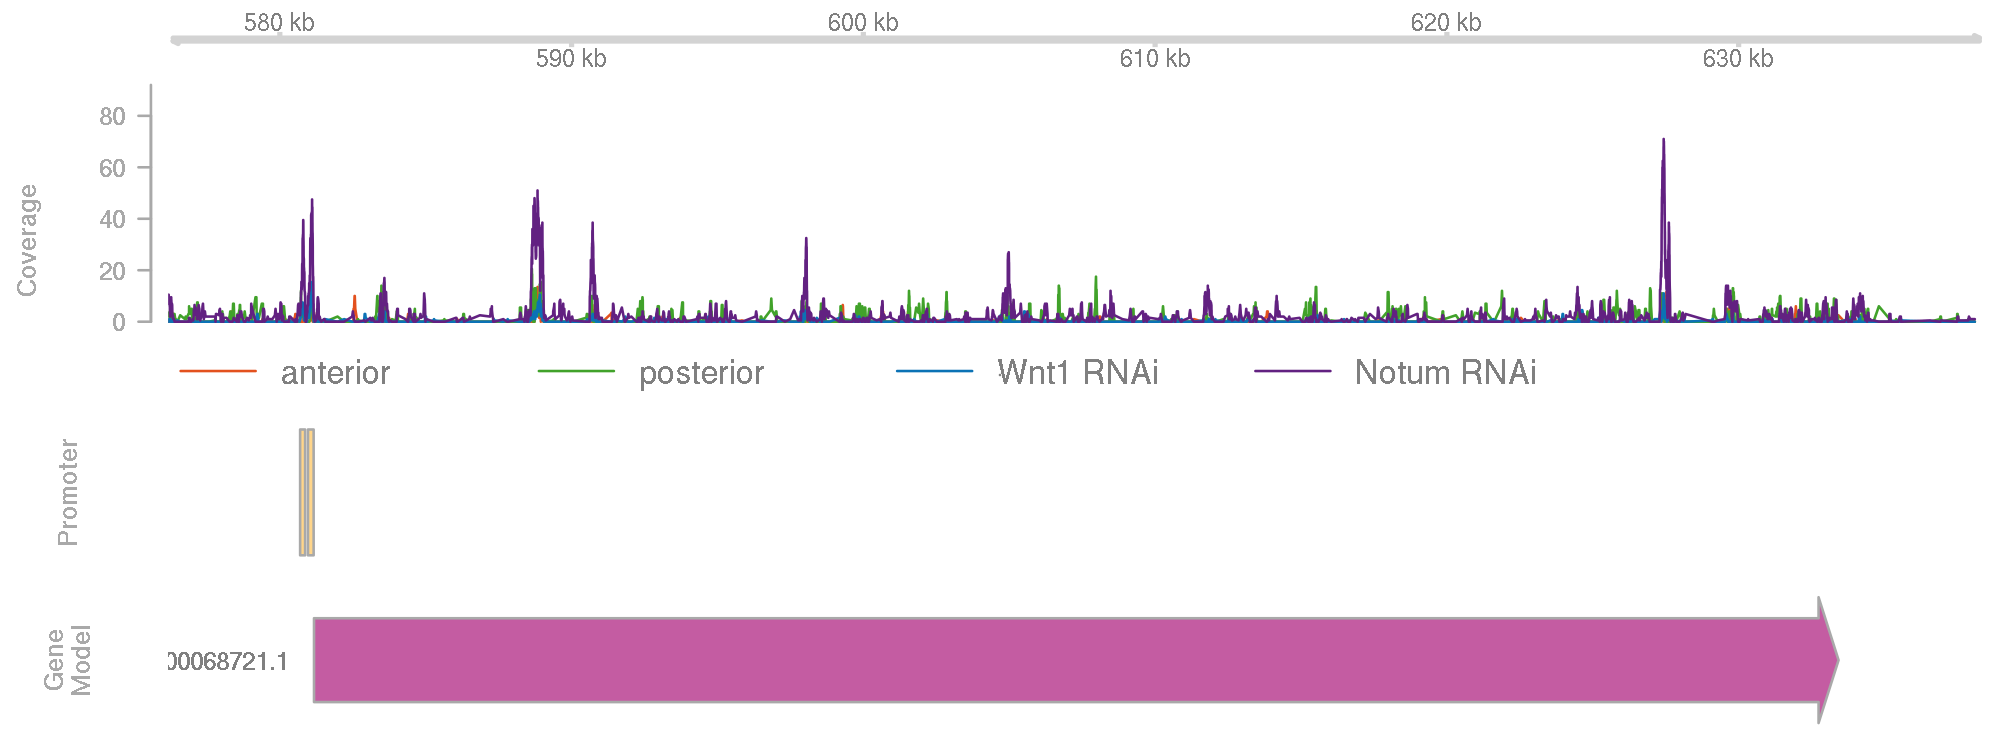 580 kb 600 kb 620 kb
590 kb 610 kb 630 kb
Coverage
80
60
40
20
0
anterior posterior Wnt1 RNAi Notum RNAi
Promoter
Gene
Model
00068721.1